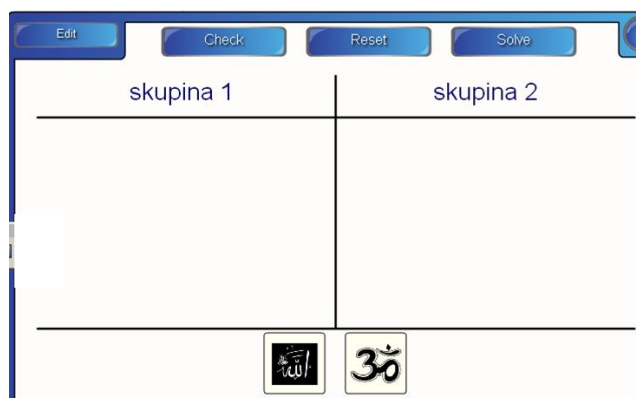 Edit Check Reset Solve
skupina 1 skupina 2
الله ॐ